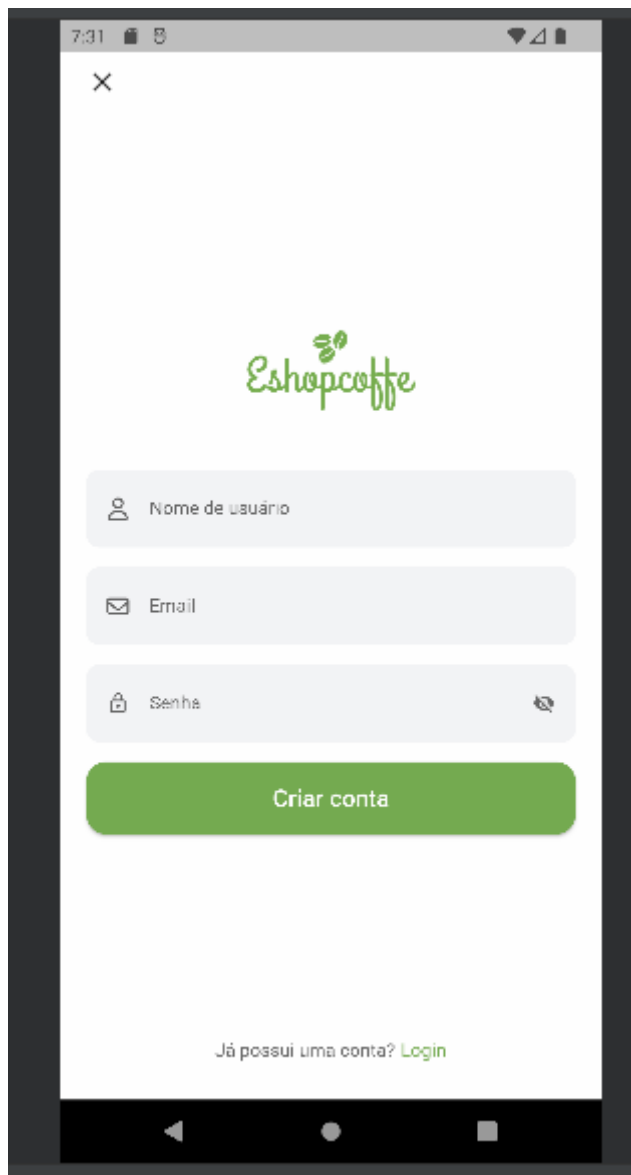 7:31
Eshopcoffe
Nome de usuário
Email
Senha
Criar conta
Já possui uma conta? Login